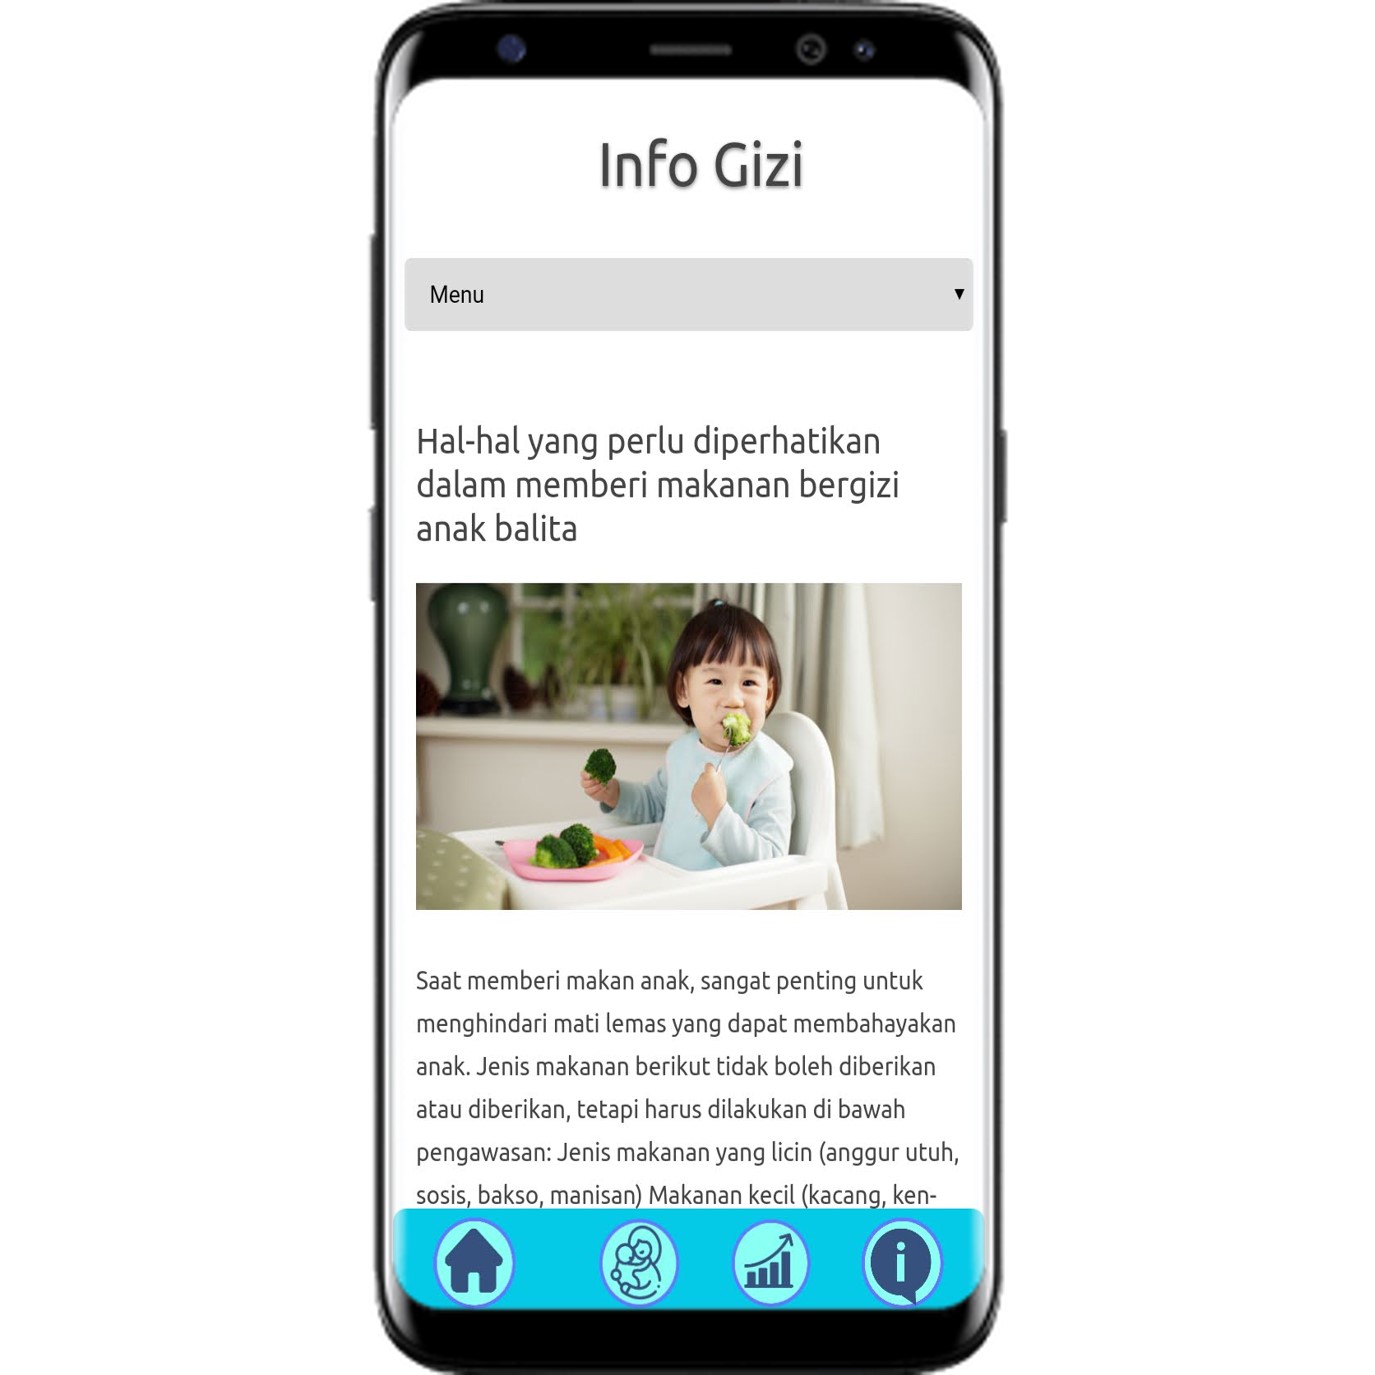 Info Gizi
Menu
Hal-hal yang perlu diperhatikan
dalam memberi makanan bergizi
anak balita
Saat memberi makan anak, sangat penting untuk
menghindari mati lemas yang dapat membahayakan
anak. Jenis makanan berikut tidak boleh diberikan
atau diberikan, tetapi harus dilakukan di bawah
pengawasan: Jenis makanan yang licin (anggur utuh,
sosis, bakso, manisan) Makanan kecil (kacang, ken-